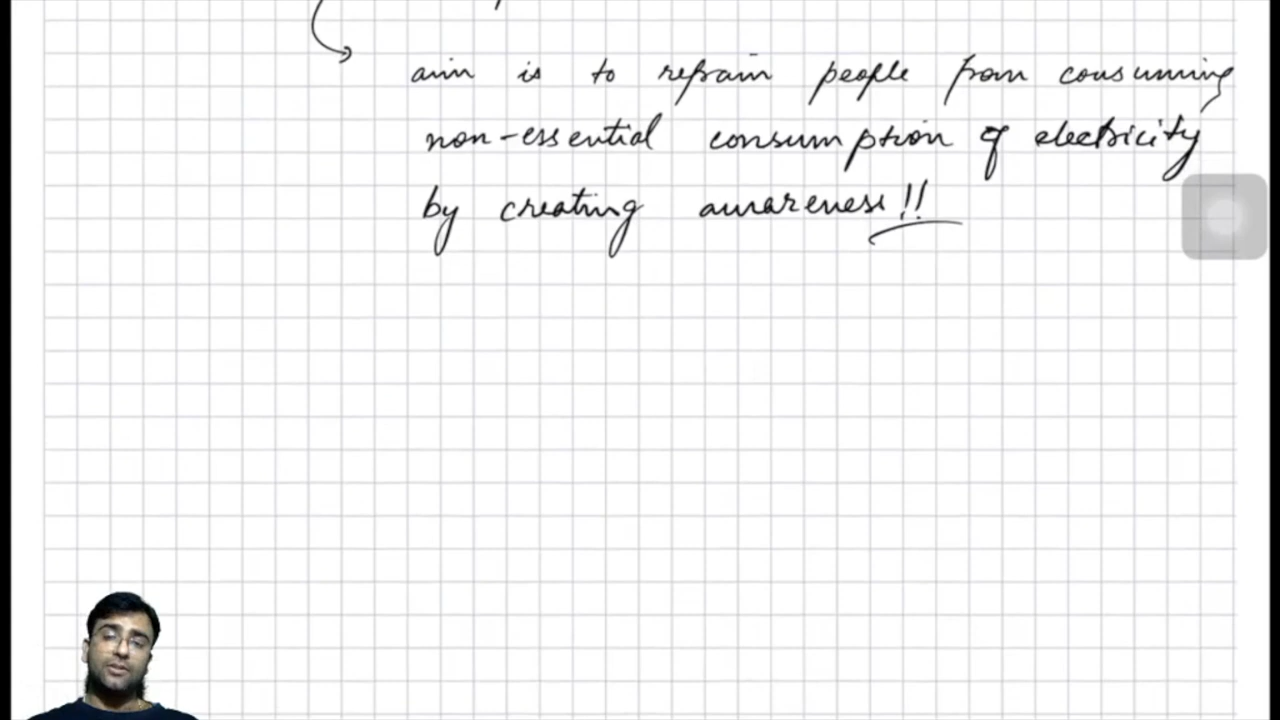 aim is to refrain people from consuming
non-essential consumption of electricity
by creating awareness!!